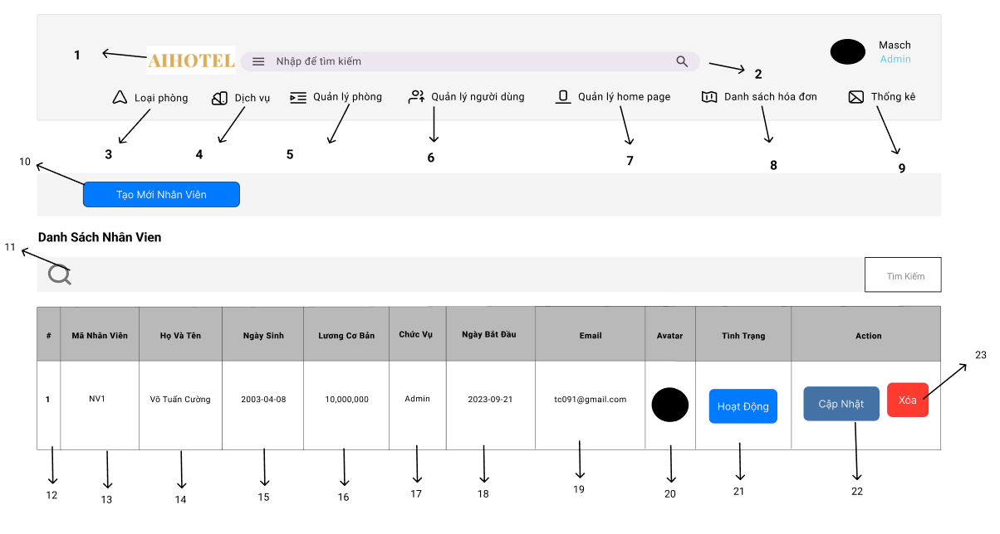 1
AIHOTEL
Nhập để tìm kiếm
2
Masch
Admin
Loại phòng
Dịch vụ
Quản lý phòng
Quản lý người dùng
Quản lý home page
Danh sách hóa đơn
Thống kê
3
4
5
6
7
8
9
10
Tạo Mới Nhân Viên
Danh Sách Nhân Vien
11
Tìm Kiếm
# Mã Nhân Viên Họ Và Tên Ngày Sinh Lương Cơ Bản Chức Vụ Ngày Bắt Đầu Email Avatar Tình Trạng Action
23
1 NV1 Võ Tuấn Cường 2003-04-08 10,000,000 Admin 2023-09-21 tc091@gmail.com Hoạt Động Cập Nhật Xóa
12
13
14
15
16
17
18
19
20
21
22